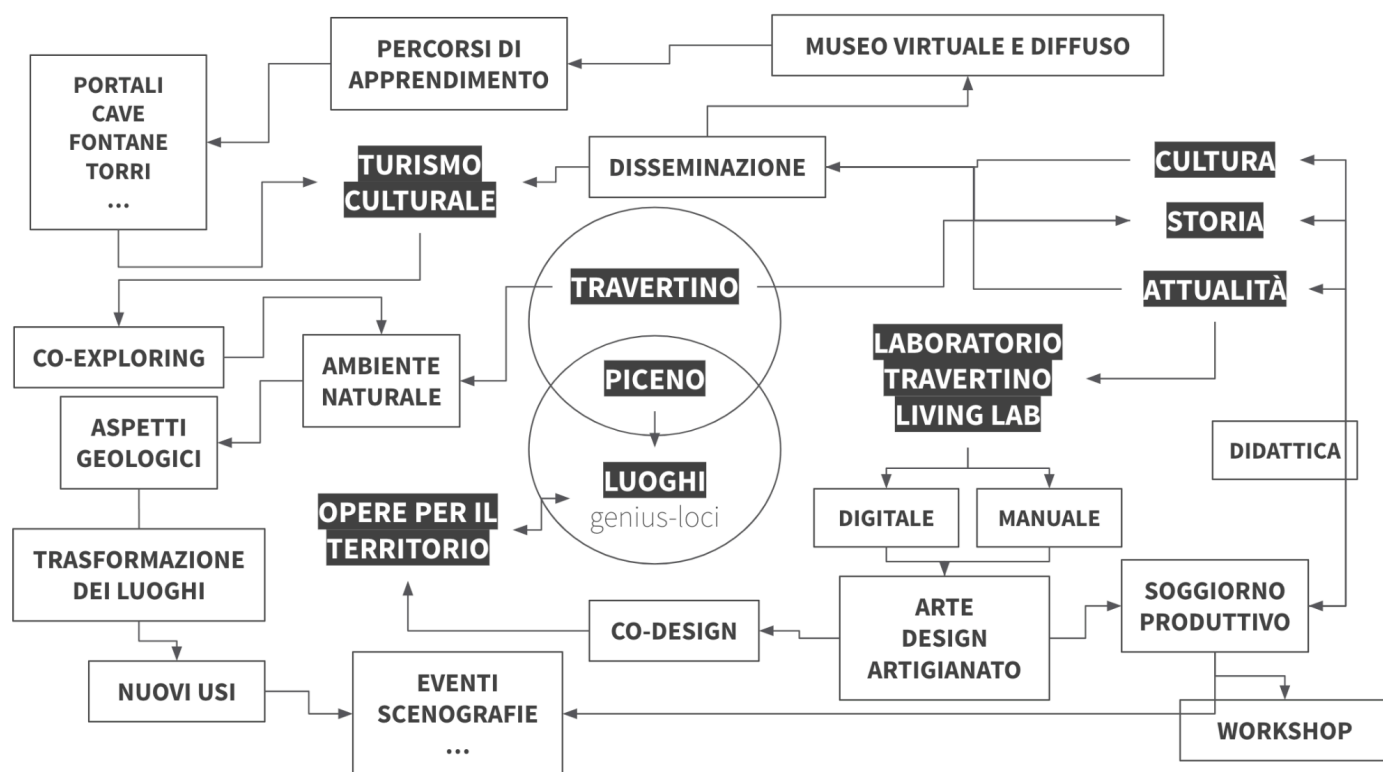 PERCORSI DI
APPRENDIMENTO
MUSEO VIRTUALE E DIFFUSO
PORTALI
CAVE
FONTANE
TORRI
...
TURISMO
CULTURALE
DISSEMINAZIONE
CULTURA
STORIA
ATTUALITÀ
TRAVERTINO
CO-EXPLORING
AMBIENTE
NATURALE
PICENO
LABORATORIO
TRAVERTINO
LIVING LAB
ASPETTI
GEOLOGICI
LUOGHI
genius-loci
DIDATTICA
OPERE PER IL
TERRITORIO
DIGITALE
MANUALE
TRASFORMAZIONE
DEI LUOGHI
CO-DESIGN
ARTE
DESIGN
ARTIGIANATO
SOGGIORNO
PRODUTTIVO
NUOVI USI
EVENTI
SCENOGRAFIE
...
WORKSHOP